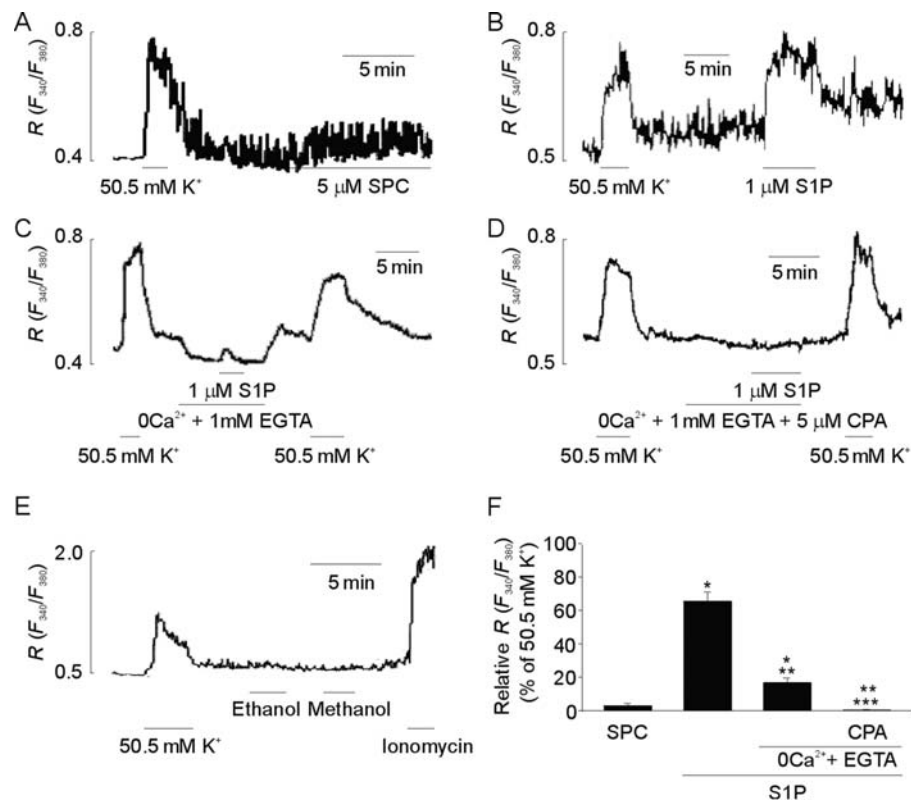 A
0.8
R (F340/F380)
0.4
5 min
50.5 mM K+
5 μM SPC
B
0.8
R (F340/F380)
0.5
5 min
50.5 mM K+
1 μM S1P
C
0.8
R (F340/F380)
0.4
5 min
1 μM S1P
0Ca2+ + 1mM EGTA
50.5 mM K+
50.5 mM K+
D
0.8
R (F340/F380)
0.5
5 min
1 μM S1P
0Ca2+ + 1mM EGTA + 5 μM CPA
50.5 mM K+
50.5 mM K+
E
2.0
R (F340/F380)
0.5
5 min
Ethanol Methanol
50.5 mM K+
Ionomycin
F
Relative R (F340/F380)
(% of 50.5 mM K+)
100
80
60
40
20
0
*
*
**
**
***
SPC
CPA
0Ca2+ + EGTA
S1P